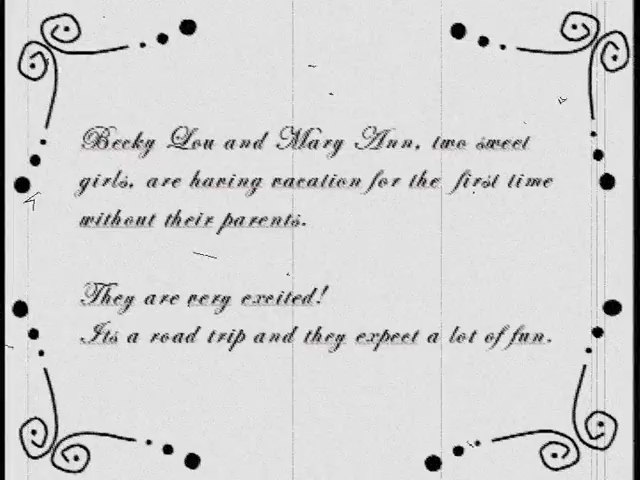 Becky Lou and Mary Ann, two sweet
girls, are having vacation for the first time
without their parents.
They are very excited!
Its a road trip and they expect a lot of fun.